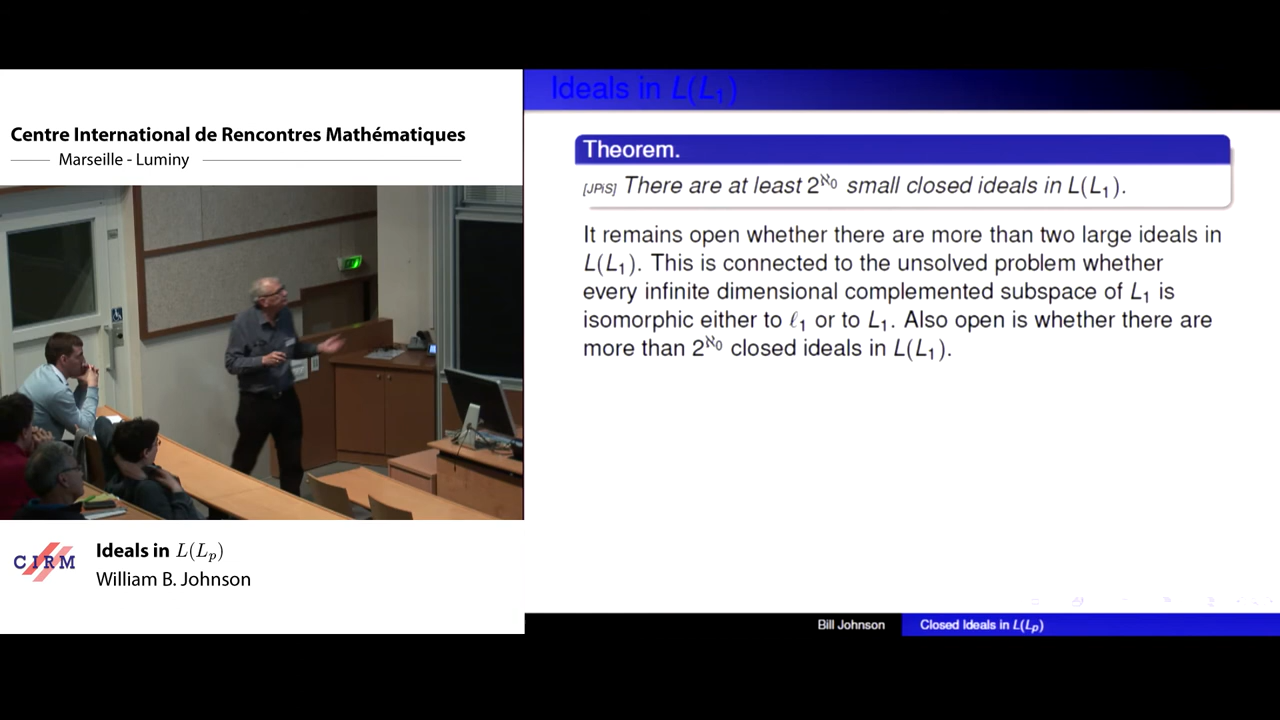 Centre International de Rencontres Mathématiques
Marseille - Luminy
CIRM
Ideals in L(Lₚ)
William B. Johnson
Ideals in L(L₁)
Theorem.
[JPiS] There are at least 2^ℵ₀ small closed ideals in L(L₁).
It remains open whether there are more than two large ideals in
L(L₁). This is connected to the unsolved problem whether
every infinite dimensional complemented subspace of L₁ is
isomorphic either to ℓ₁ or to L₁. Also open is whether there are
more than 2^ℵ₀ closed ideals in L(L₁).
Bill Johnson
Closed Ideals in L(Lₚ)